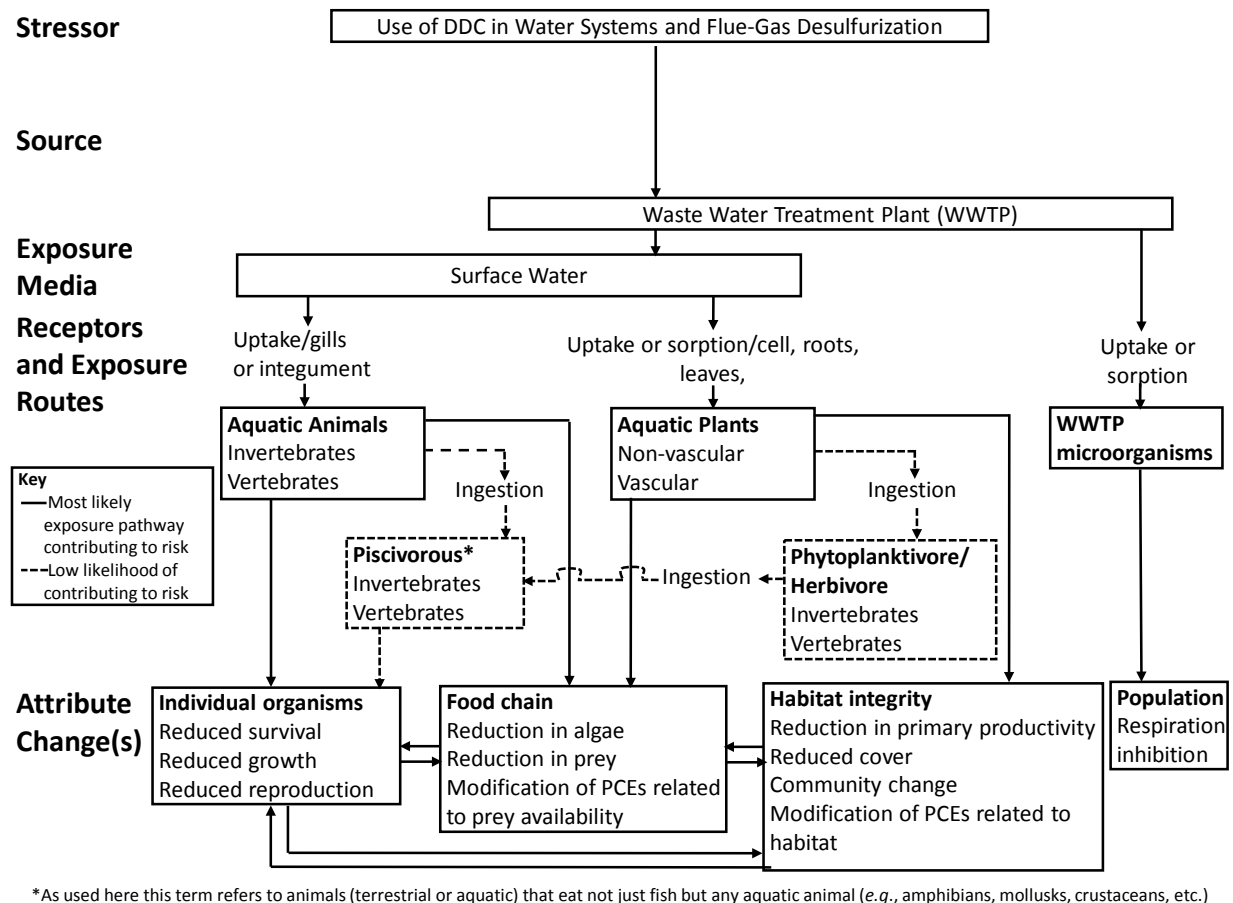 Stressor
Use of DDC in Water Systems and Flue-Gas Desulfurization
Source
Waste Water Treatment Plant (WWTP)
Exposure
Media
Surface Water
Receptors
and Exposure
Routes
Uptake/gills
or integument
Uptake or sorption/cell, roots,
leaves,
Uptake or
sorption
Aquatic Animals
Invertebrates
Vertebrates
Aquatic Plants
Non-vascular
Vascular
WWTP
microorganisms
Key
Most likely
exposure pathway
contributing to risk
Low likelihood of
contributing to risk
Ingestion
Ingestion
Piscivorous*
Invertebrates
Vertebrates
Ingestion
Phytoplanktivore/
Herbivore
Invertebrates
Vertebrates
Attribute
Change(s)
Individual organisms
Reduced survival
Reduced growth
Reduced reproduction
Food chain
Reduction in algae
Reduction in prey
Modification of PCEs related
to prey availability
Habitat integrity
Reduction in primary productivity
Reduced cover
Community change
Modification of PCEs related to
habitat
Population
Respiration
inhibition
*As used here this term refers to animals (terrestrial or aquatic) that eat not just fish but any aquatic animal (e.g., amphibians, mollusks, crustaceans, etc.)